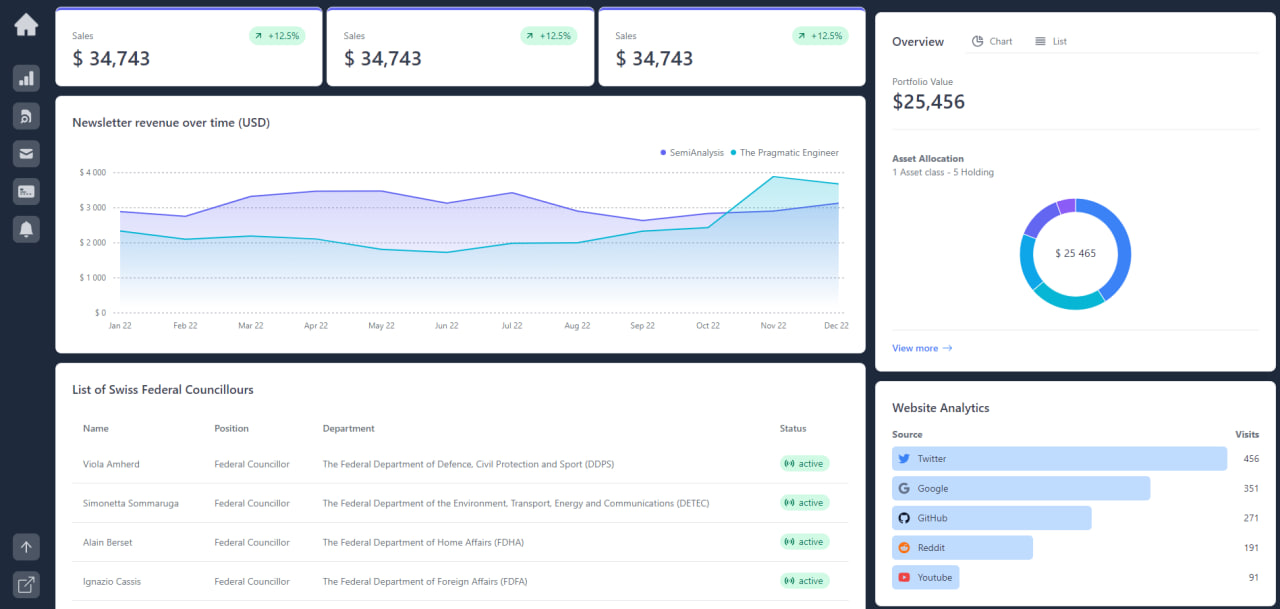 Sales
+12.5%
$ 34,743
Sales
+12.5%
$ 34,743
Sales
+12.5%
$ 34,743
Newsletter revenue over time (USD)
SemiAnalysis The Pragmatic Engineer
$ 4 000
$ 3 000
$ 2 000
$ 1 000
$ 0
Jan 22 Feb 22 Mar 22 Apr 22 May 22 Jun 22 Jul 22 Aug 22 Sep 22 Oct 22 Nov 22 Dec 22
List of Swiss Federal Councillours
Name Position Department Status
Viola Amherd Federal Councillor The Federal Department of Defence, Civil Protection and Sport (DDPS) active
Simonetta Sommaruga Federal Councillor The Federal Department of the Environment, Transport, Energy and Communications (DETEC) active
Alain Berset Federal Councillor The Federal Department of Home Affairs (FDHA) active
Ignazio Cassis Federal Councillor The Federal Department of Foreign Affairs (FDFA) active
Overview Chart List
Portfolio Value
$25,456
Asset Allocation
1 Asset class - 5 Holding
$ 25 465
View more
Website Analytics
Source Visits
Twitter 456
Google 351
GitHub 271
Reddit 191
Youtube 91